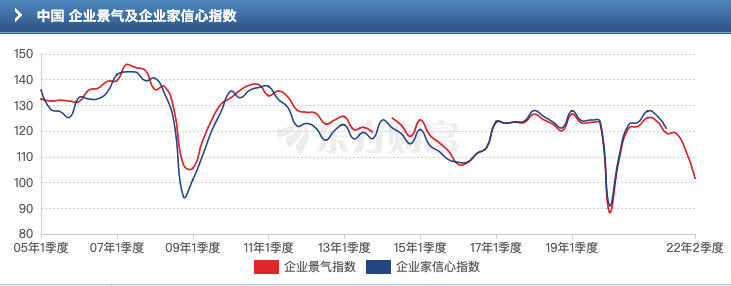 中国 企业景气及企业家信心指数
150
140
130
120
110
100
90
80
东方财富
05年1季度 07年1季度 09年1季度 11年1季度 13年1季度 15年1季度 17年1季度 19年1季度 22年2季度
企业景气指数 企业家信心指数